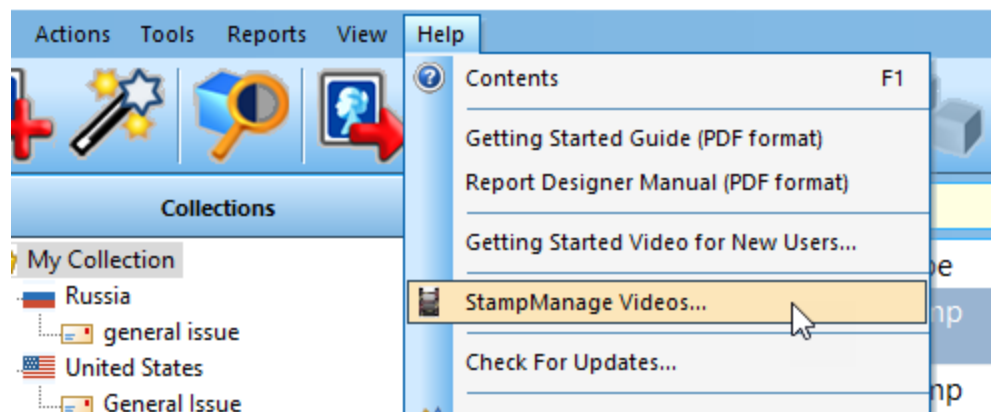 Actions Tools Reports View Help
Contents F1
Getting Started Guide (PDF format)
Report Designer Manual (PDF format)
Collections
Getting Started Video for New Users...
My Collection
Russia
StampManage Videos...
general issue
United States
Check For Updates...
General Issue